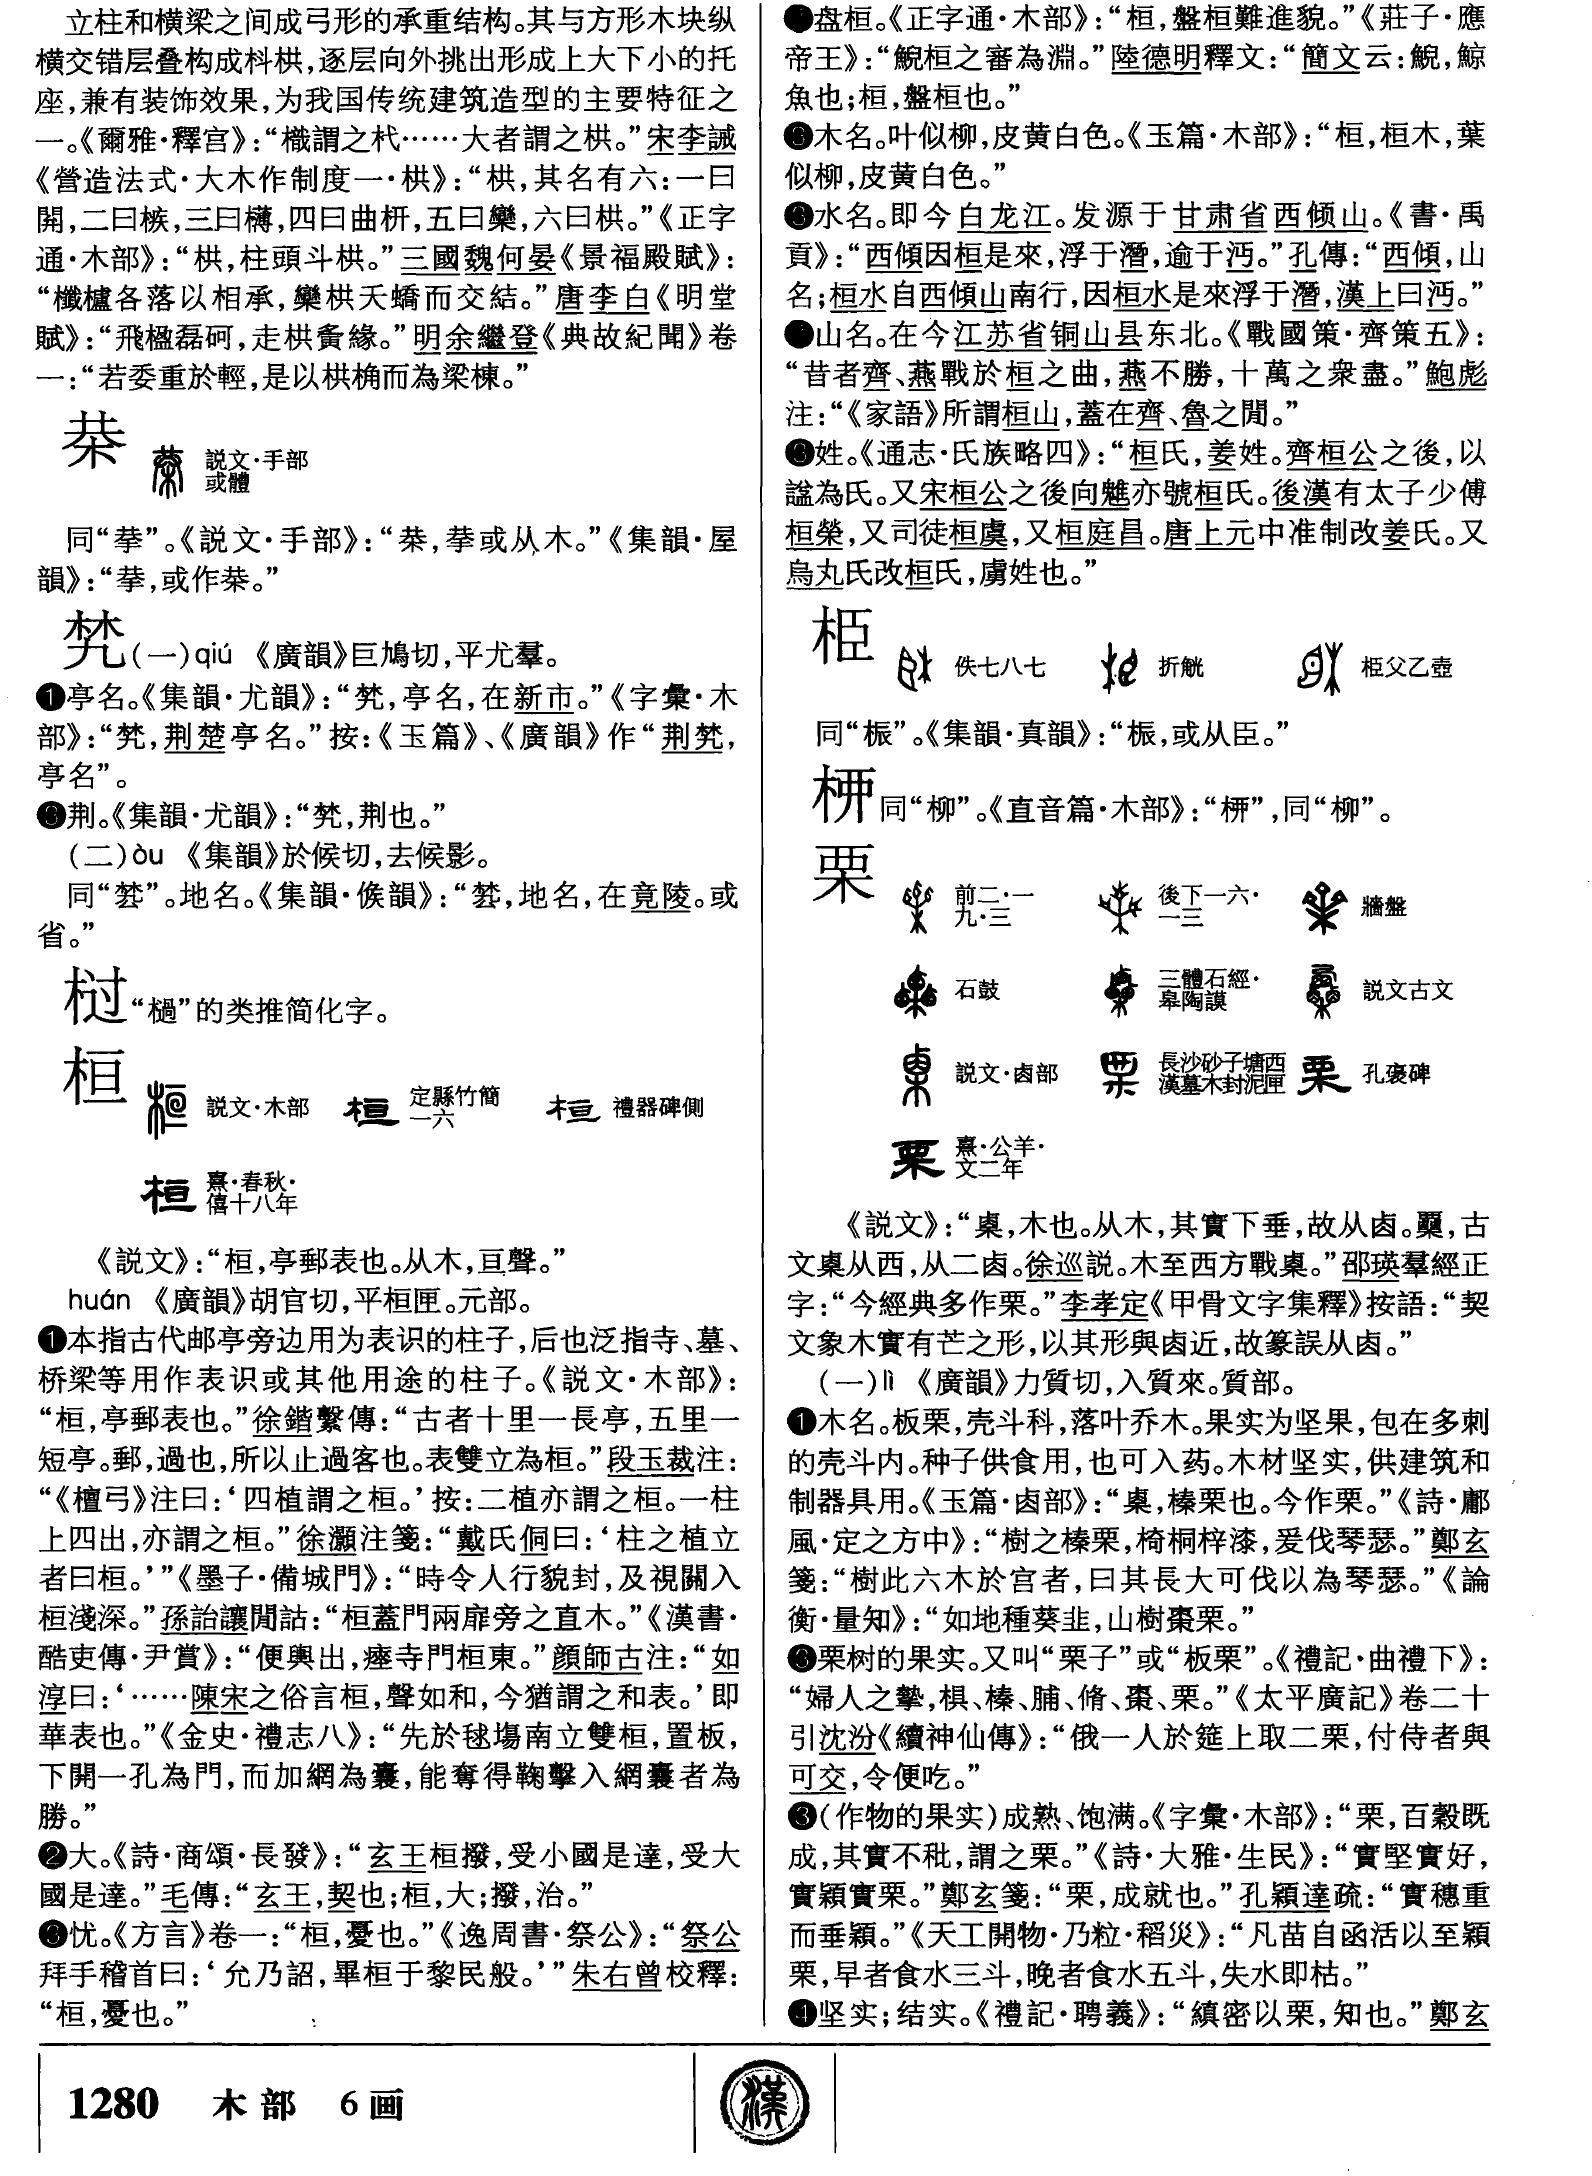 立柱和横梁之间成弓形的承重结构。其与方形木块纵
横交错层叠构成枓栱，逐层向外挑出形成上大下小的托
座，兼有装饰效果，为我国传统建筑造型的主要特征之
一。《爾雅·釋宫》：“樴謂之杙……大者謂之栱。”宋李誡
《營造法式·大木作制度一·栱》：“栱，其名有六：一曰
閞，二曰槉，三曰欂，四曰曲枅，五曰欒，六曰栱。”《正字
通·木部》：“栱，柱頭斗栱。”三國魏何晏《景福殿賦》：
“櫼櫨各落以相承，欒栱夭蟜而交結。”唐李白《明堂
賦》：“飛楹磊砢，走栱夤緣。”明余繼登《典故紀聞》卷
一：“若委重於輕，是以栱桷而為梁棟。”
㭟 説文·手部
或體
同“拲”。《説文·手部》：“㭟，拲或从木。”《集韻·屋
韻》：“拲，或作㭟。”
梺(一)qiú 《廣韻》巨鳩切，平尤羣。
❶亭名。《集韻·尤韻》：“，亭名，在新市。”《字彙·木
部》：“，荆楚亭名。”按：《玉篇》、《廣韻》作“荆，
亭名”。
荆。《集韻·尤韻》：“，荆也。”
(二)òu 《集韻》於候切，去候影。
同“”。地名。《集韻·候韻》：“，地名，在竟陵。或
省。”
“檛”的类推简化字。
桓 説文·木部 定縣竹簡
一六 禮器碑側
熹·春秋·
僖十八年
《説文》：“桓，亭郵表也。从木，亘聲。”
huán 《廣韻》胡官切，平桓匣。元部。
❶本指古代邮亭旁边用为表识的柱子，后也泛指寺、墓、
桥梁等用作表识或其他用途的柱子。《説文·木部》：
“桓，亭郵表也。”徐鍇繫傳：“古者十里一長亭，五里一
短亭。郵，過也，所以止過客也。表雙立為桓。”段玉裁注：
“《檀弓》注曰：‘四植謂之桓。’按：二植亦謂之桓。一柱
上四出，亦謂之桓。”徐灝注箋：“戴氏侗曰：‘柱之植立
者曰桓。’”《墨子·備城門》：“時令人行貌封，及視關入
桓淺深。”孫詒讓閒詁：“桓蓋門兩扉旁之直木。”《漢書·
酷吏傳·尹賞》：“便輿出，瘞寺門桓東。”顔師古注：“如
淳曰：‘……陳宋之俗言桓，聲如和，今猶謂之和表。’即
華表也。”《金史·禮志八》：“先於毬場南立雙桓，置板，
下開一孔為門，而加網為囊，能奪得鞠擊入網囊者為
勝。”
❷大。《詩·商頌·長發》：“玄王桓撥，受小國是達，受大
國是達。”毛傳：“玄王，契也；桓，大；撥，治。”
❸忧。《方言》卷一：“桓，憂也。”《逸周書·祭公》：“祭公
拜手稽首曰：‘允乃詔，畢桓于黎民般。’”朱右曾校釋：
“桓，憂也。”
盘桓。《正字通·木部》：“桓，盤桓難進貌。”《莊子·應
帝王》：“鯢桓之審為淵。”陸德明釋文：“簡文云：鯢，鯨
魚也；桓，盤桓也。”
木名。叶似柳，皮黄白色。《玉篇·木部》：“桓，桓木，葉
似柳，皮黄白色。”
水名。即今白龙江。发源于甘肃省西倾山。《書·禹
貢》：“西傾因桓是來，浮于潛，逾于沔。”孔傳：“西傾，山
名；桓水自西傾山南行，因桓水是來浮于潛，漢上曰沔。”
山名。在今江苏省铜山县东北。《戰國策·齊策五》：
“昔者齊、燕戰於桓之曲，燕不勝，十萬之衆盡。”鮑彪
注：“《家語》所謂桓山，蓋在齊、魯之閒。”
姓。《通志·氏族略四》：“桓氏，姜姓。齊桓公之後，以
諡為氏。又宋桓公之後向魋亦號桓氏。後漢有太子少傅
桓榮，又司徒桓虞，又桓庭昌。唐上元中准制改姜氏。又
烏丸氏改桓氏，虜姓也。”
㭑 佚七八七 折觥 㭑父乙壺
同“桭”。《集韻·真韻》：“桭，或从臣。”
同“柳”。《直音篇·木部》：“”，同“柳”。
栗 前二·一
九·三 後下一六·
一三 牆盤
石鼓 三體石經·
皋陶謨 説文古文
説文·卤部 長沙砂子塘西
漢墓木封泥匣 孔褒碑
熹·公羊·
文二年
《説文》：“㮚，木也。从木，其實下垂，故从卤。，古
文㮚从西，从二卤。徐巡説。木至西方戰㮚。”邵瑛羣經正
字：“今經典多作栗。”李孝定《甲骨文字集釋》按語：“契
文象木實有芒之形，以其形與卤近，故篆誤从卤。”
(一)lì 《廣韻》力質切，入質來。質部。
❶木名。板栗，壳斗科，落叶乔木。果实为坚果，包在多刺
的壳斗内。种子供食用，也可入药。木材坚实，供建筑和
制器具用。《玉篇·卤部》：“㮚，榛栗也。今作栗。”《詩·鄘
風·定之方中》：“樹之榛栗，椅桐梓漆，爰伐琴瑟。”鄭玄
箋：“樹此六木於宫者，曰其長大可伐以為琴瑟。”《論
衡·量知》：“如地種葵韭，山樹棗栗。”
栗树的果实。又叫“栗子”或“板栗”。《禮記·曲禮下》：
“婦人之摯，椇、榛、脯、脩、棗、栗。”《太平廣記》卷二十
引沈汾《續神仙傳》：“俄一人於筵上取二栗，付侍者與
可交，令便吃。”
❸(作物的果实)成熟、饱满。《字彙·木部》：“栗，百穀既
成，其實不秕，謂之栗。”《詩·大雅·生民》：“實堅實好，
實穎實栗。”鄭玄箋：“栗，成就也。”孔穎達疏：“實穗重
而垂穎。”《天工開物·乃粒·稻災》：“凡苗自函活以至穎
栗，早者食水三斗，晚者食水五斗，失水即枯。”
❹坚实；结实。《禮記·聘義》：“縝密以栗，知也。”鄭玄
1280 木部 6画
漢